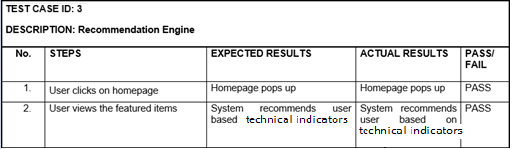 TEST CASE ID: 3
DESCRIPTION: Recommendation Engine
No. STEPS EXPECTED RESULTS ACTUAL RESULTS PASS/
FAIL
1. User clicks on homepage Homepage pops up Homepage pops up PASS
2. User views the featured items System recommends user System recommends PASS
based technical indicators user based on
technical indicators